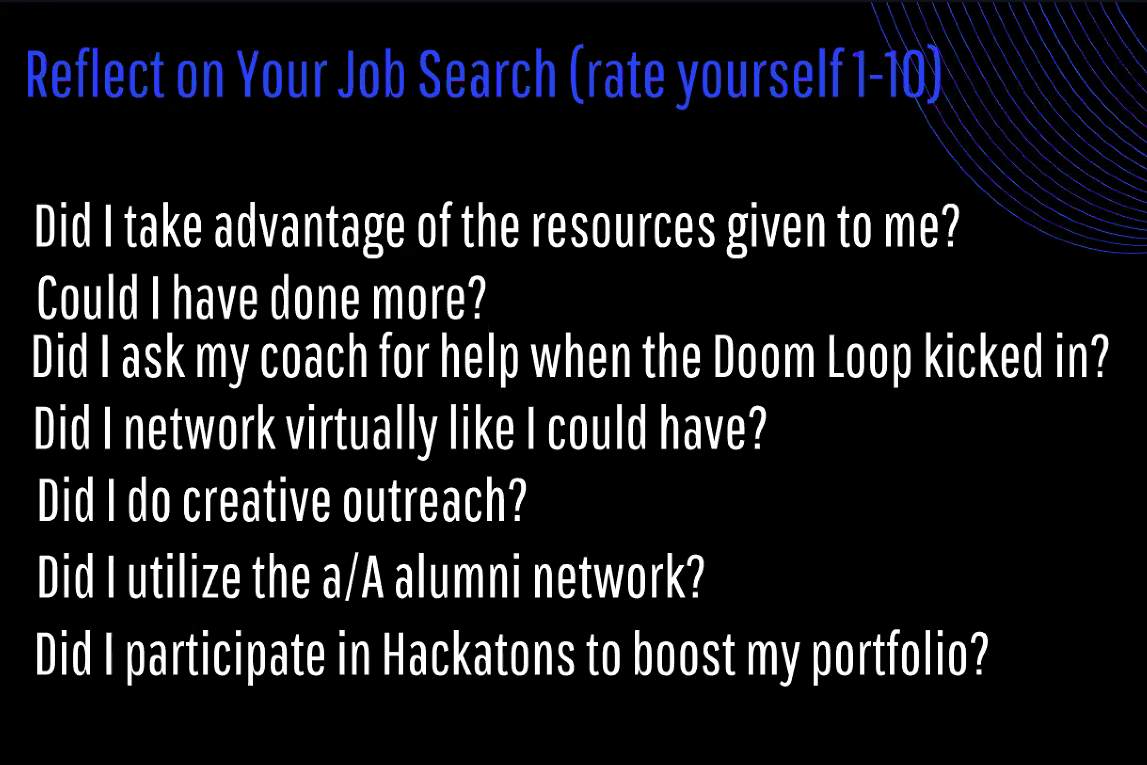 Reflect on Your Job Search (rate yourself 1-10)
Did I take advantage of the resources given to me?
Could I have done more?
Did I ask my coach for help when the Doom Loop kicked in?
Did I network virtually like I could have?
Did I do creative outreach?
Did I utilize the a/A alumni network?
Did I participate in Hackatons to boost my portfolio?